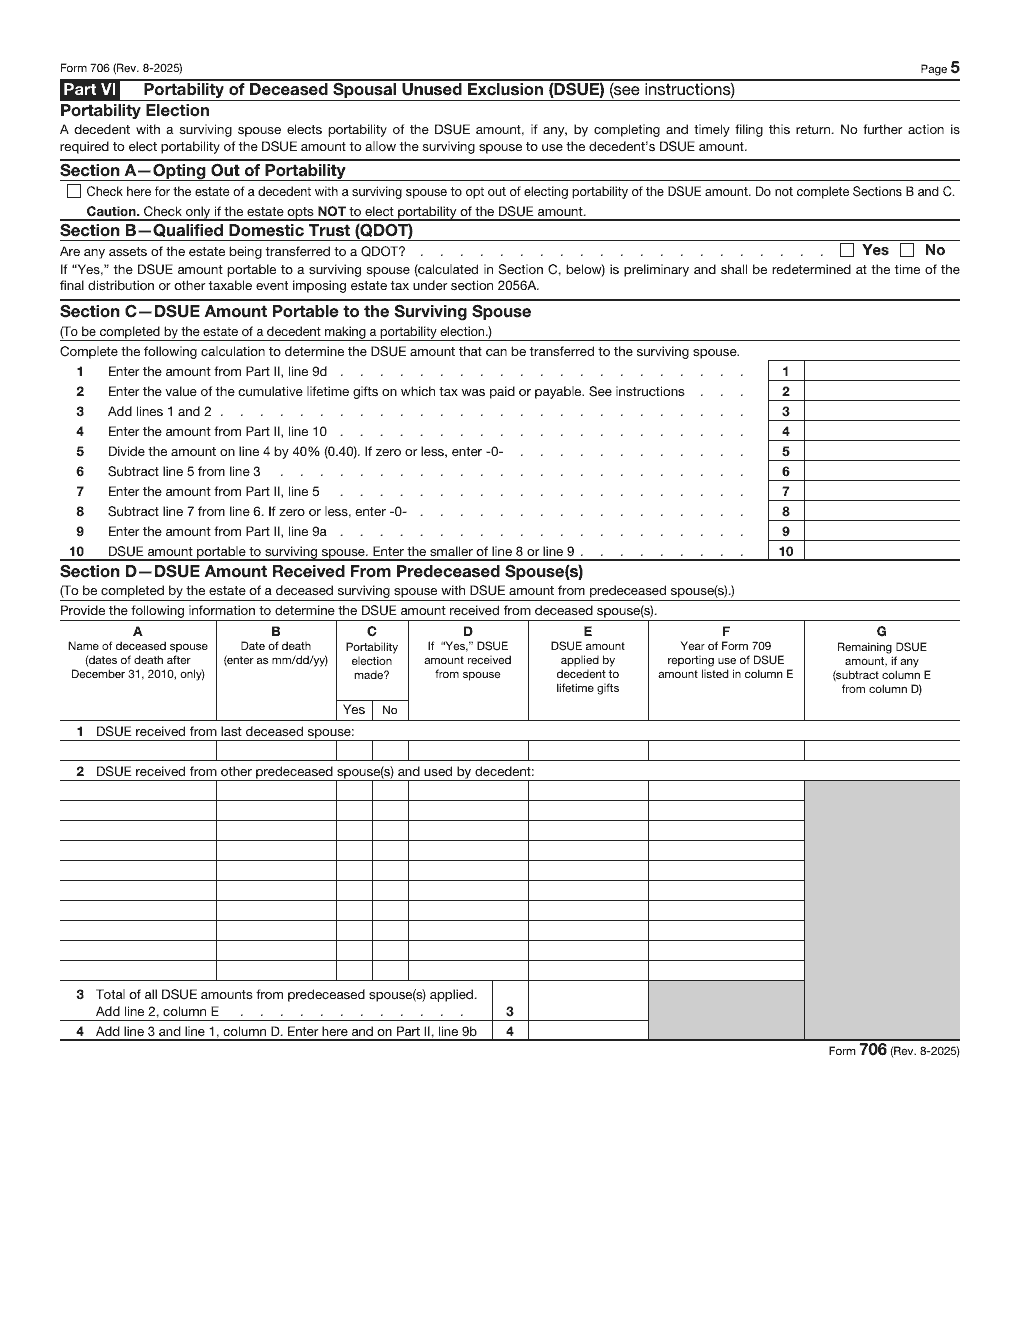 Form 706 (Rev. 8-2025) Page 5
Part VI Portability of Deceased Spousal Unused Exclusion (DSUE) (see instructions)
Portability Election
A decedent with a surviving spouse elects portability of the DSUE amount, if any, by completing and timely filing this return. No further action is
required to elect portability of the DSUE amount to allow the surviving spouse to use the decedent's DSUE amount.
Section A—Opting Out of Portability
Check here for the estate of a decedent with a surviving spouse to opt out of electing portability of the DSUE amount. Do not complete Sections B and C.
Caution. Check only if the estate opts NOT to elect portability of the DSUE amount.
Section B—Qualified Domestic Trust (QDOT)
Are any assets of the estate being transferred to a QDOT? . . . . . . . . . . . . . . . . . . . . . Yes No
If "Yes," the DSUE amount portable to a surviving spouse (calculated in Section C, below) is preliminary and shall be redetermined at the time of the
final distribution or other taxable event imposing estate tax under section 2056A.
Section C—DSUE Amount Portable to the Surviving Spouse
(To be completed by the estate of a decedent making a portability election.)
Complete the following calculation to determine the DSUE amount that can be transferred to the surviving spouse.
1 Enter the amount from Part II, line 9d . . . . . . . . . . . . . . . . . . . . . 1
2 Enter the value of the cumulative lifetime gifts on which tax was paid or payable. See instructions . . . 2
3 Add lines 1 and 2 . . . . . . . . . . . . . . . . . . . . . . . . . . . 3
4 Enter the amount from Part II, line 10 . . . . . . . . . . . . . . . . . . . . . 4
5 Divide the amount on line 4 by 40% (0.40). If zero or less, enter -0- . . . . . . . . . . . . 5
6 Subtract line 5 from line 3 . . . . . . . . . . . . . . . . . . . . . . . . 6
7 Enter the amount from Part II, line 5 . . . . . . . . . . . . . . . . . . . . . 7
8 Subtract line 7 from line 6. If zero or less, enter -0- . . . . . . . . . . . . . . . . . 8
9 Enter the amount from Part II, line 9a . . . . . . . . . . . . . . . . . . . . . 9
10 DSUE amount portable to surviving spouse. Enter the smaller of line 8 or line 9 . . . . . . . . . 10
Section D—DSUE Amount Received From Predeceased Spouse(s)
(To be completed by the estate of a deceased surviving spouse with DSUE amount from predeceased spouse(s).)
Provide the following information to determine the DSUE amount received from deceased spouse(s).
A B C D E F G
Name of deceased spouse Date of death Portability If "Yes," DSUE DSUE amount Year of Form 709 Remaining DSUE
(dates of death after (enter as mm/dd/yy) election amount received applied by reporting use of DSUE amount, if any
December 31, 2010, only) made? from spouse decedent to amount listed in column E (subtract column E
lifetime gifts from column D)
Yes No
1 DSUE received from last deceased spouse:
2 DSUE received from other predeceased spouse(s) and used by decedent:
3 Total of all DSUE amounts from predeceased spouse(s) applied.
Add line 2, column E . . . . . . . . . . . . 3
4 Add line 3 and line 1, column D. Enter here and on Part II, line 9b 4
Form 706 (Rev. 8-2025)